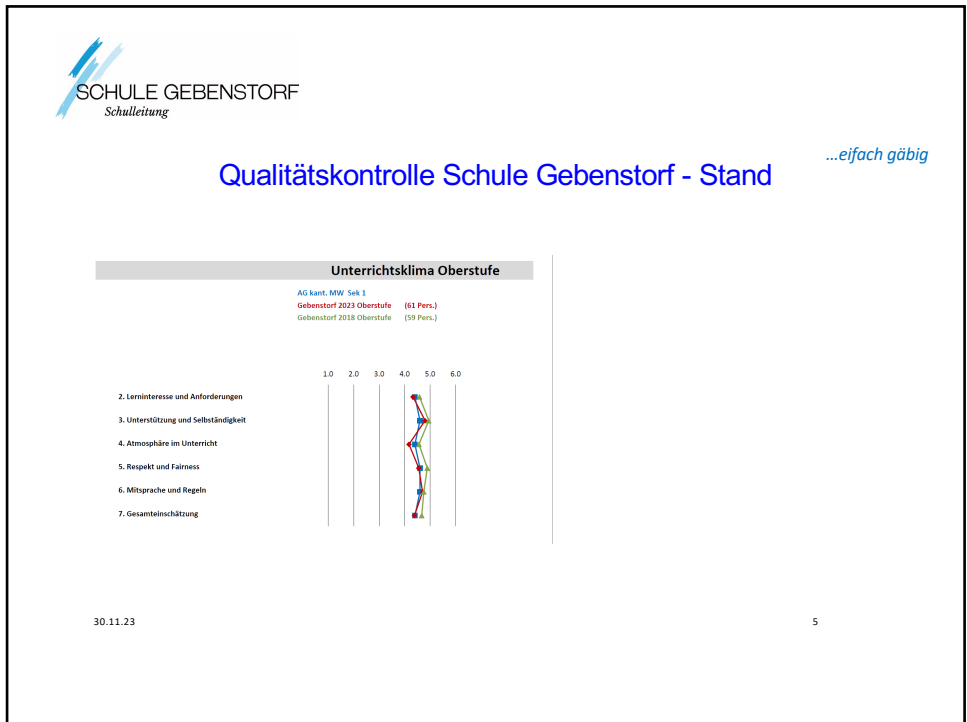 SCHULE GEBENSTORF
Schulleitung
...eifach gäbig
Qualitätskontrolle Schule Gebenstorf - Stand
Unterrichtsklima Oberstufe
AG kant. MW Sek 1
Gebenstorf 2023 Oberstufe (61 Pers.)
Gebenstorf 2018 Oberstufe (59 Pers.)
1.0 2.0 3.0 4.0 5.0 6.0
2. Lerninteresse und Anforderungen
3. Unterstützung und Selbständigkeit
4. Atmosphäre im Unterricht
5. Respekt und Fairness
6. Mitsprache und Regeln
7. Gesamteinschätzung
30.11.23 5